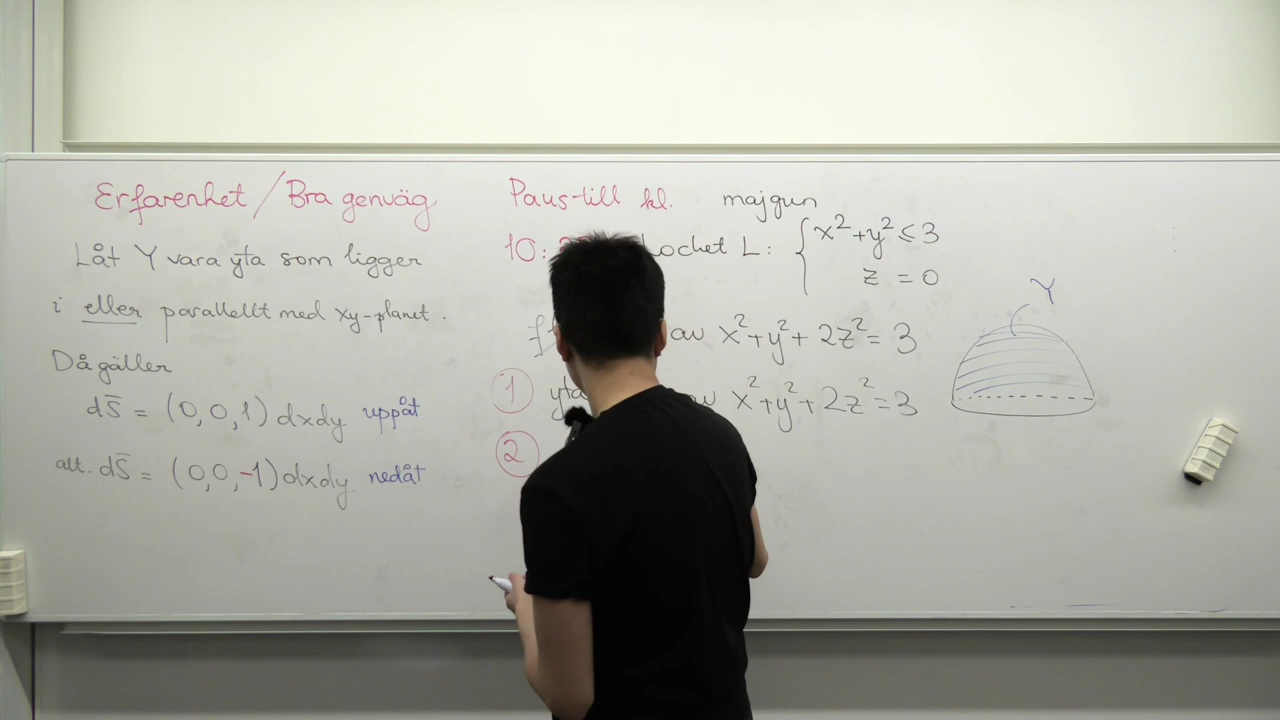 Erfarenhet / Bra genväg
Låt Y vara yta som ligger
i eller parallellt med xy-planet.
Då gäller
dS̄ = (0,0,1) dxdy uppåt
alt. dS̄ = (0,0,-1) dxdy nedåt
Paus till kl. majgun
10: Locket L: { x²+y² ≤ 3
z = 0
av x²+y²+2z² = 3
① yta av x²+y²+2z²=3
②
Y